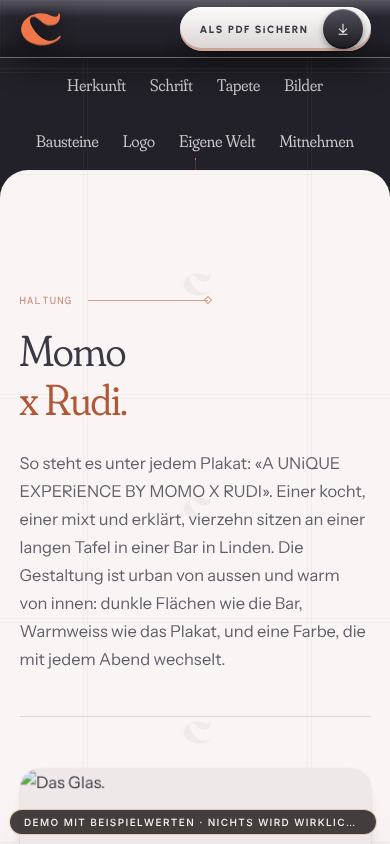 ALS PDF SiCHERN
Herkunft Schrift Tapete Bilder
Bausteine Logo Eigene Welt Mitnehmen
HALTUNG
Momo
x Rudi.
So steht es unter jedem Plakat: «A UNiQUE
EXPERiENCE BY MOMO X RUDI». Einer kocht,
einer mixt und erklärt, vierzehn sitzen an einer
langen Tafel in einer Bar in Linden. Die
Gestaltung ist urban von aussen und warm
von innen: dunkle Flächen wie die Bar,
Warmweiss wie das Plakat, und eine Farbe, die
mit jedem Abend wechselt.
Das Glas.
DEMO MIT BEISPIELWERTEN · NICHTS WIRD WIRKLIC…